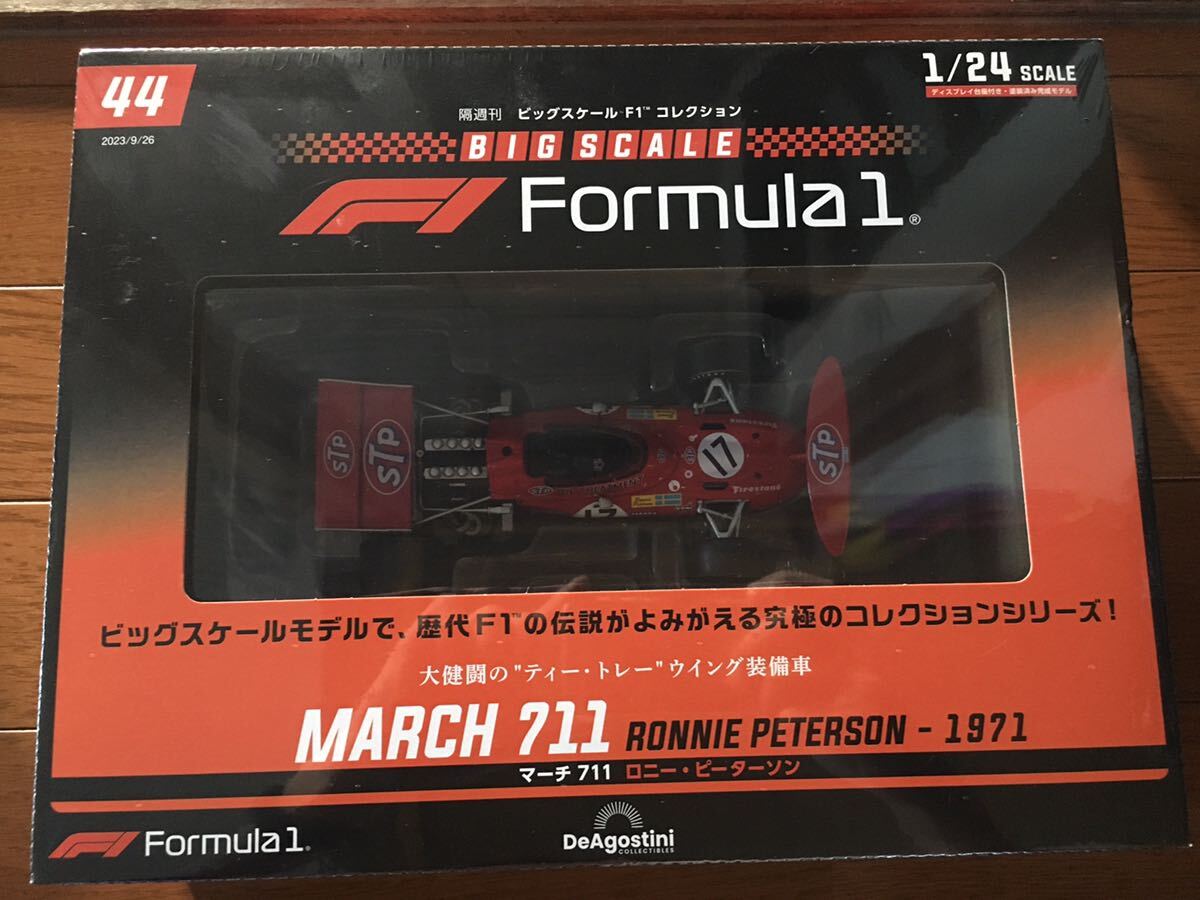 44
2023/9/26
1/24 SCALE
ディスプレイ台座付き・塗装済み完成モデル
隔週刊 ビッグスケール F1™ コレクション
BIG SCALE
F1 Formula 1®
STP STP
17
Firestone
Firestone
STP
STP
17
ビッグスケールモデルで、歴代F1™の伝説がよみがえる究極のコレクションシリーズ!
大健闘の"ティー・トレー"ウイング装備車
MARCH 711 RONNIE PETERSON - 1971
マーチ 711 ロニー・ピーターソン
F1 Formula 1®
DeAgostini
COLLECTIBLES